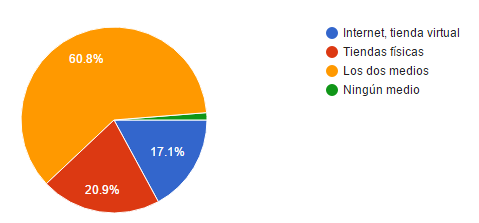 Internet, tienda virtual
Tiendas físicas
Los dos medios
Ningún medio
60.8%
17.1%
20.9%